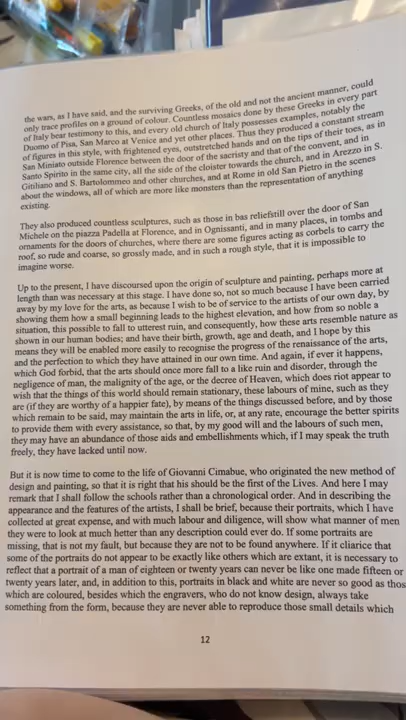 the wars, as I have said, and the surviving Greeks, of the old and not the ancient manner, could
only trace profiles on a ground of colour. Countless mosaics done by these Greeks in every part
of Italy bear testimony to this, and every old church of Italy possesses examples, notably the
Duomo of Pisa, San Marco at Venice and yet other places. Thus they produced a constant stream
of figures in this style, with frightened eyes, outstretched hands and on the tips of their toes, as in
San Miniato outside Florence between the door of the sacristy and that of the convent, and in
Santo Spirito in the same city, all the side of the cloister towards the church, and in Arezzo in S.
Giuliano and S. Bartolommeo and other churches, and at Rome in old San Pietro in the scenes
about the windows, all of which are more like monsters than the representation of anything
existing.
They also produced countless sculptures, such as those in bas reliefstill over the door of San
Michele on the piazza Padella at Florence, and in Ognissanti, and in many places, in tombs and
ornaments for the doors of churches, where there are some figures acting as corbels to carry the
roof, so rude and coarse, so grossly made, and in such a rough style, that it is impossible to
imagine worse.
Up to the present, I have discoursed upon the origin of sculpture and painting, perhaps more at
length than was necessary at this stage. I have done so, not so much because I have been carried
away by my love for the arts, as because I wish to be of service to the artists of our own day, by
showing them how a small beginning leads to the highest elevation, and how from so noble a
situation, this possible to fall to utterest ruin, and consequently, how these arts resemble nature as
shown in our human bodies; and have their birth, growth, age and death, and I hope by this
means they will be enabled more easily to recognise the progress of the renaissance of the arts,
and the perfection to which they have attained in our own time. And again, if ever it happens,
which God forbid, that the arts should once more fall to a like ruin and disorder, through the
negligence of man, the malignity of the age, or the decree of Heaven, which does riot appear to
wish that the things of this world should remain stationary, these labours of mine, such as they
are (if they are worthy of a happier fate), by means of the things discussed before, and by those
which remain to be said, may maintain the arts in life, or, at any rate, encourage the better spirits
to provide them with every assistance, so that, by my good will and the labours of such men,
they may have an abundance of those aids and embellishments which, if I may speak the truth
freely, they have lacked until now.
But it is now time to come to the life of Giovanni Cimabue, who originated the new method of
design and painting, so that it is right that his should be the first of the Lives. And here I may
remark that I shall follow the schools rather than a chronological order. And in describing the
appearance and the features of the artists, I shall be brief, because their portraits, which I have
collected at great expense, and with much labour and diligence, will show what manner of men
they were to look at much better than any description could ever do. If some portraits are
missing, that is not my fault, but because they are not to be found anywhere. If it cliarice that
some of the portraits do not appear to be exactly like others which are extant, it is necessary to
reflect that a portrait of a man of eighteen or twenty years can never be like one made fifteen or
twenty years later, and, in addition to this, portraits in black and white are never so good as thos
which are coloured, besides which the engravers, who do not know design, always take
something from the form, because they are never able to reproduce those small details which
12